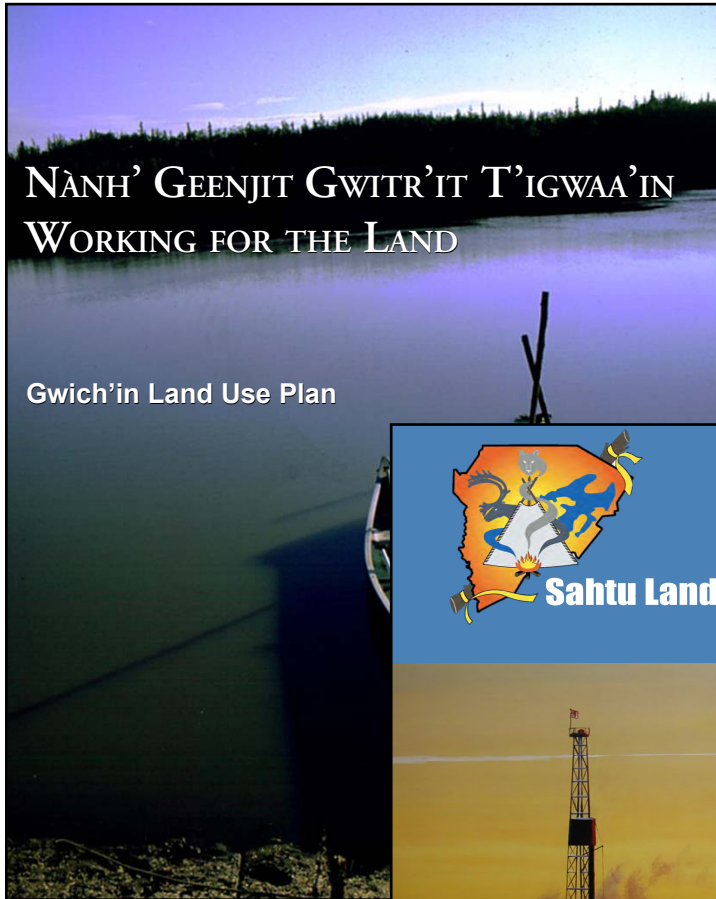 NÀNH' GEENJIT GWITR'IT T'IGWAA'IN
WORKING FOR THE LAND
Gwich'in Land Use Plan
Sahtu Land